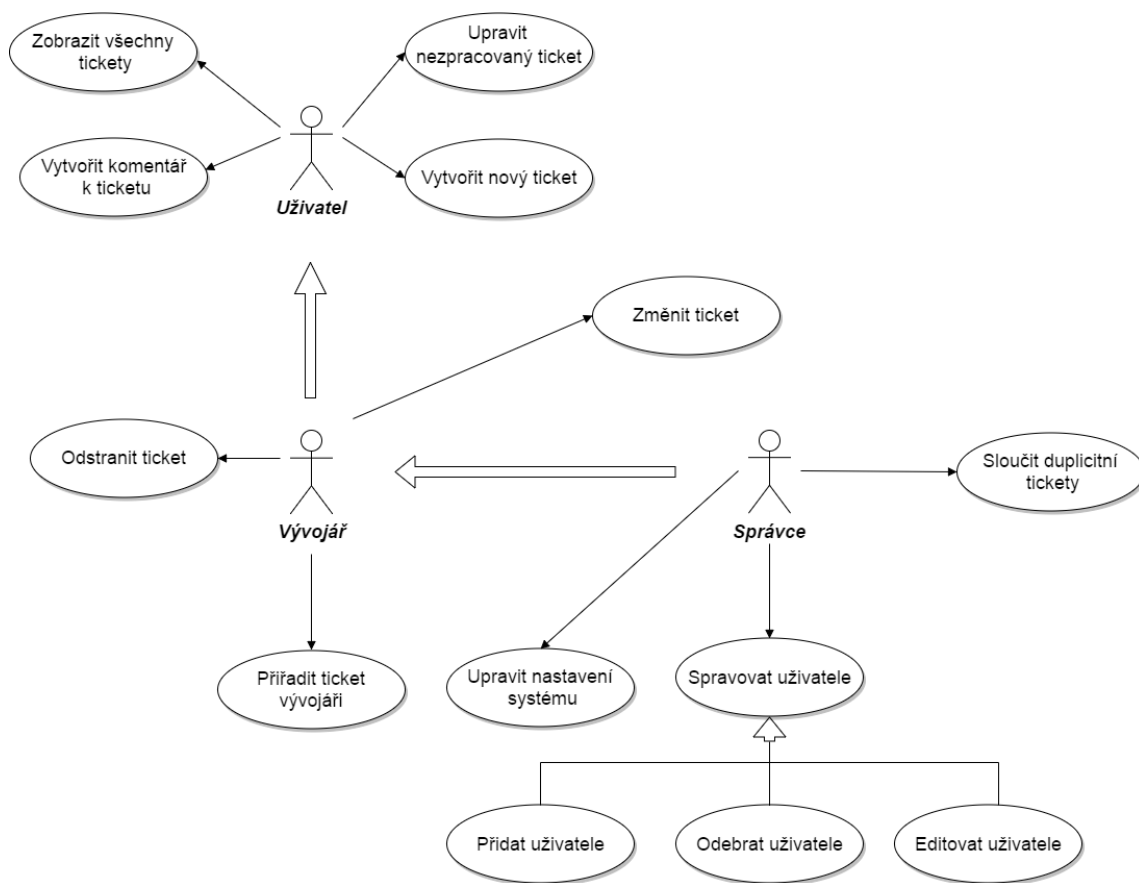 Zobrazit všechny
tickety
Upravit
nezpracovaný ticket
Vytvořit komentář
k ticketu
Vytvořit nový ticket
Uživatel
Změnit ticket
Odstranit ticket
Vývojář
Správce
Sloučit duplicitní
tickety
Přiřadit ticket
vývojáři
Upravit nastavení
systému
Spravovat uživatele
Přidat uživatele
Odebrat uživatele
Editovat uživatele